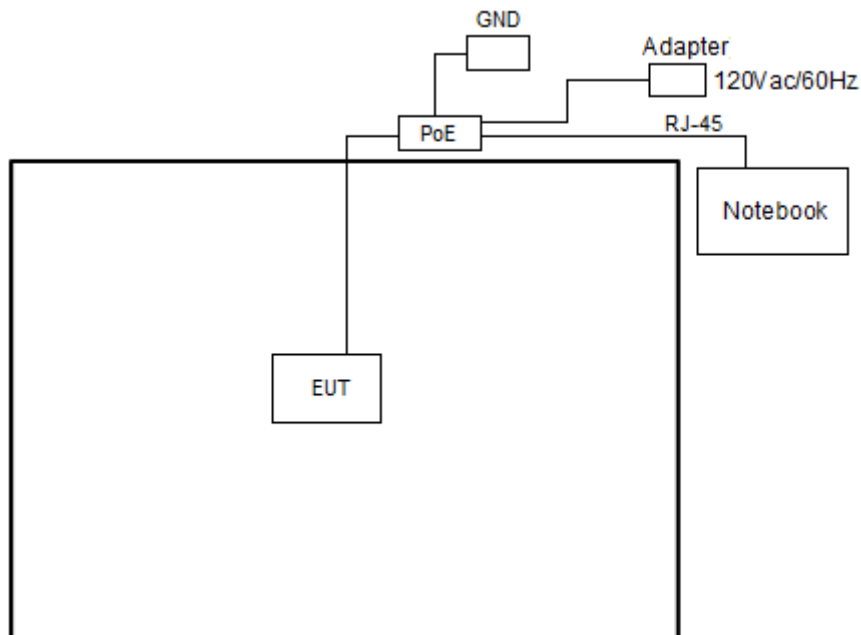 GND
Adapter
120Vac/60Hz
PoE
RJ-45
Notebook
EUT